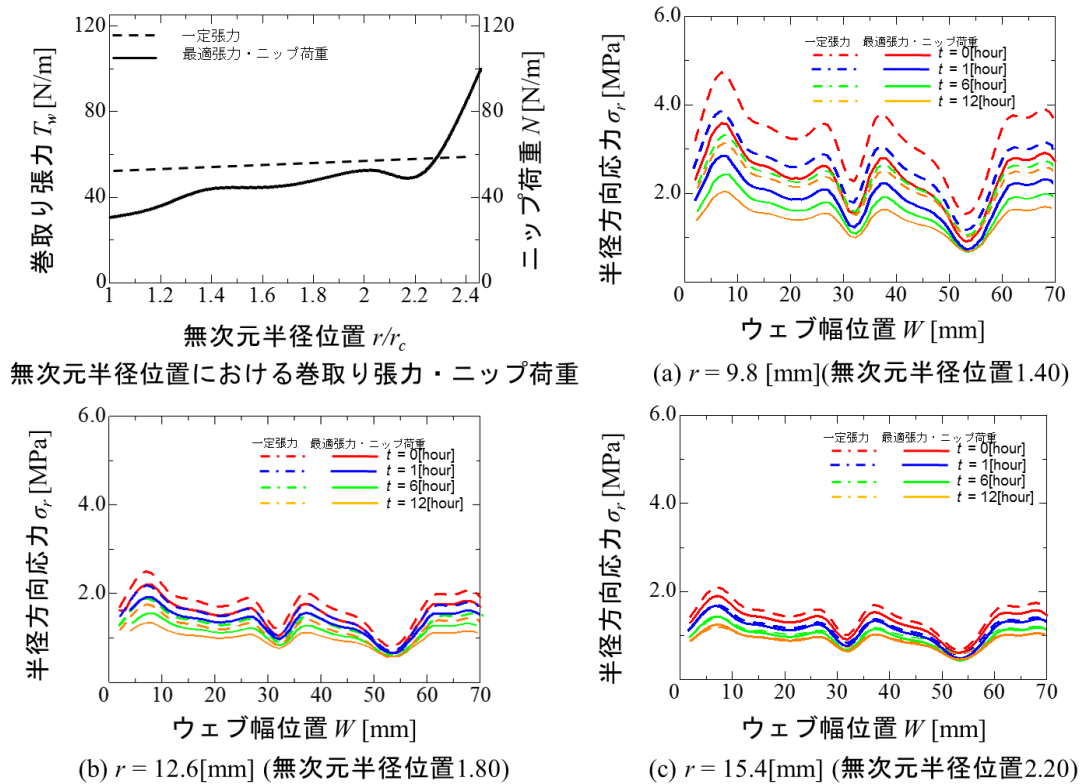 一定張力
最適張力・ニップ荷重
巻取り張力 T_w [N/m]
ニップ荷重 N [N/m]
120
80
40
0
120
80
40
0
1 1.2 1.4 1.6 1.8 2 2.2 2.4
無次元半径位置 r/r_c
無次元半径位置における巻取り張力・ニップ荷重
6.0
4.0
2.0
半径方向応力 σ_r [MPa]
一定張力 最適張力・ニップ荷重
t = 0[hour]
t = 1[hour]
t = 6[hour]
t = 12[hour]
0 10 20 30 40 50 60 70
ウェブ幅位置 W [mm]
(a) r = 9.8 [mm](無次元半径位置1.40)
6.0
4.0
2.0
半径方向応力 σ_r [MPa]
一定張力 最適張力・ニップ荷重
t = 0[hour]
t = 1[hour]
t = 6[hour]
t = 12[hour]
0 10 20 30 40 50 60 70
ウェブ幅位置 W [mm]
(b) r = 12.6[mm] (無次元半径位置1.80)
6.0
4.0
2.0
半径方向応力 σ_r [MPa]
一定張力 最適張力・ニップ荷重
t = 0[hour]
t = 1[hour]
t = 6[hour]
t = 12[hour]
0 10 20 30 40 50 60 70
ウェブ幅位置 W [mm]
(c) r = 15.4[mm] (無次元半径位置2.20)